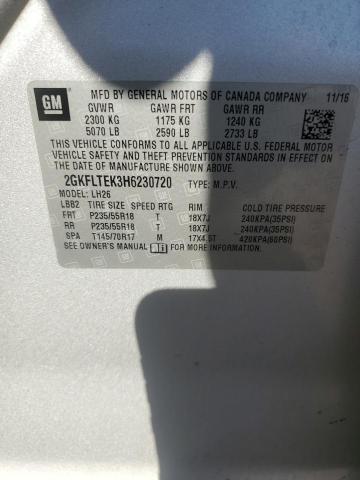 GM
MFD BY GENERAL MOTORS OF CANADA COMPANY 11/16
GVWR GAWR FRT GAWR RR
2300 KG 1175 KG 1240 KG
5070 LB 2590 LB 2733 LB
THIS VEHICLE CONFORMS TO ALL APPLICABLE U.S. FEDERAL MOTOR
VEHICLE SAFETY, BUMPER, AND THEFT PREVENTION STANDARDS IN
EFFECT ON THE DATE OF MANUFACTURE SHOWN ABOVE.
2GKFLTEK3H6230720 TYPE: M.P.V.
MODEL: LH26
LBB2 TIRE SIZE SPEED RTG RIM COLD TIRE PRESSURE
FRT P235/55R18 T 18X7J 240KPA(35PSI)
RR P235/55R18 T 18X7J 240KPA(35PSI)
SPA T145/70R17 M 17X4.5T 420KPA(60PSI)
SEE OWNER'S MANUAL i FOR MORE INFORMATION.